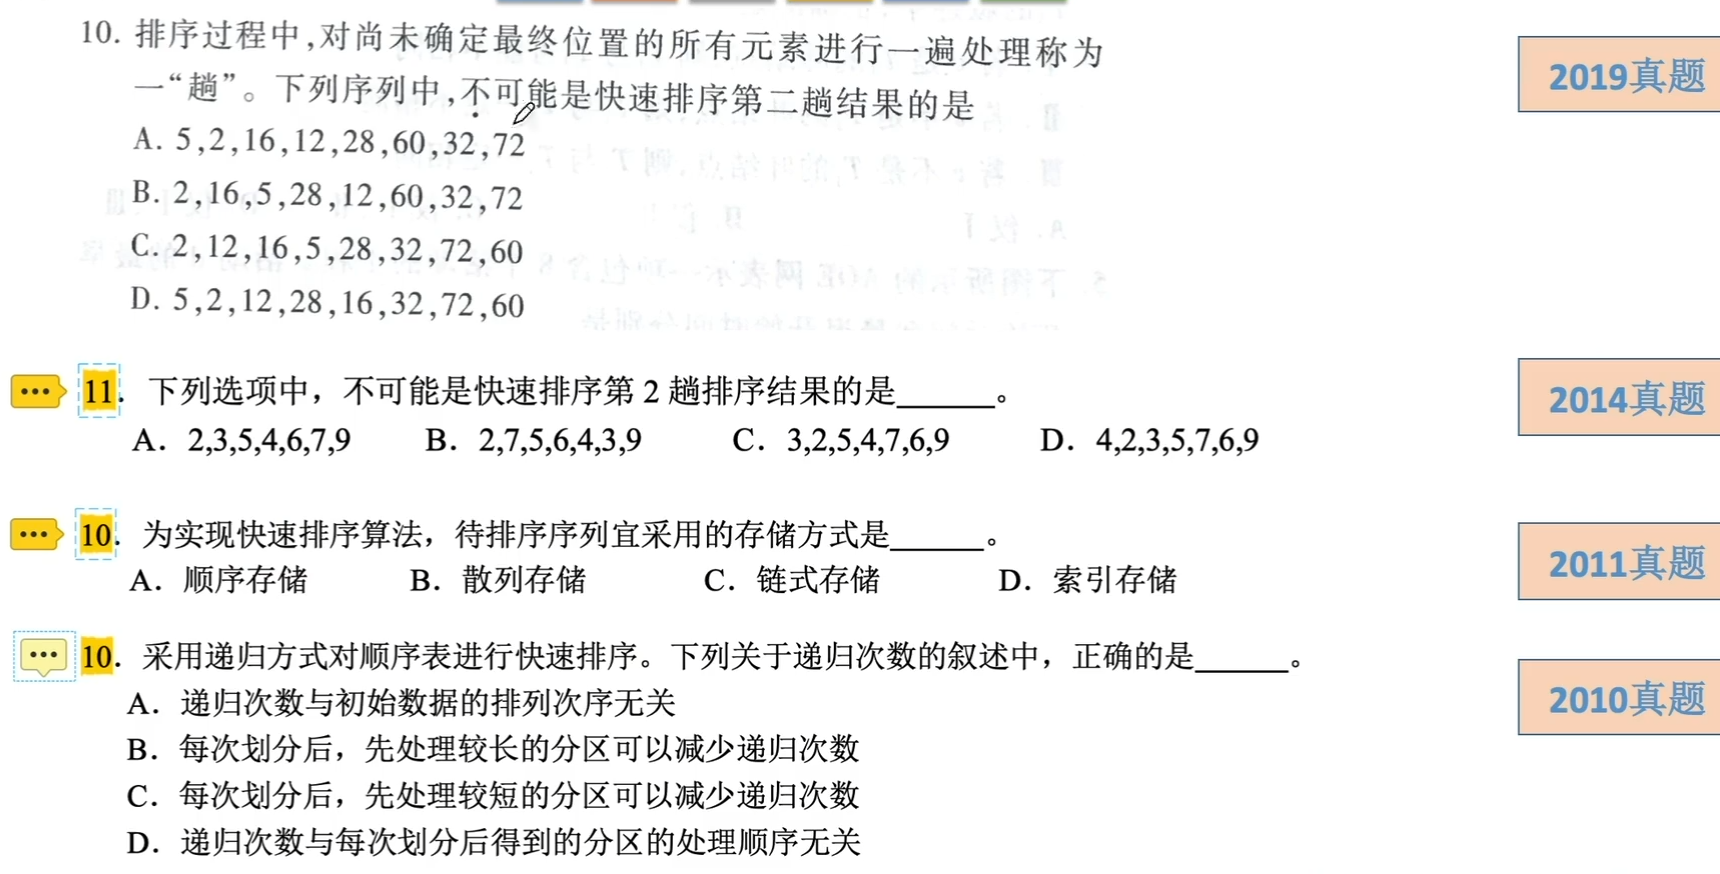 10. 排序过程中,对尚未确定最终位置的所有元素进行一遍处理称为
一“趟”。下列序列中,不可能是快速排序第二趟结果的是
A. 5,2,16,12,28,60,32,72
B. 2,16,5,28,12,60,32,72
C. 2,12,16,5,28,32,72,60
D. 5,2,12,28,16,32,72,60
2019真题
11. 下列选项中，不可能是快速排序第 2 趟排序结果的是______。
A．2,3,5,4,6,7,9 B．2,7,5,6,4,3,9 C．3,2,5,4,7,6,9 D．4,2,3,5,7,6,9
2014真题
10. 为实现快速排序算法，待排序序列宜采用的存储方式是______。
A．顺序存储 B．散列存储 C．链式存储 D．索引存储
2011真题
10．采用递归方式对顺序表进行快速排序。下列关于递归次数的叙述中，正确的是______。
A．递归次数与初始数据的排列次序无关
B．每次划分后，先处理较长的分区可以减少递归次数
C．每次划分后，先处理较短的分区可以减少递归次数
D．递归次数与每次划分后得到的分区的处理顺序无关
2010真题